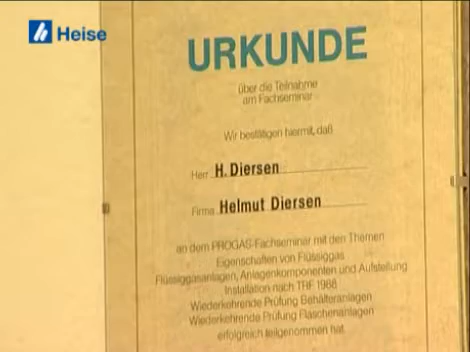 Heise
URKUNDE
über die Teilnahme
am Fachseminar
Wir bestätigen hiermit, daß
Herr H. Diersen
Firma Helmut Diersen
an dem PROGAS-Fachseminar mit den Themen
Eigenschaften von Flüssiggas
Flüssiggasanlagen, Anlagenkomponenten und Aufstellung
Installation nach TRF 1988
Wiederkehrende Prüfung Behälteranlagen
Wiederkehrende Prüfung Flaschenanlagen
erfolgreich teilgenommen hat.